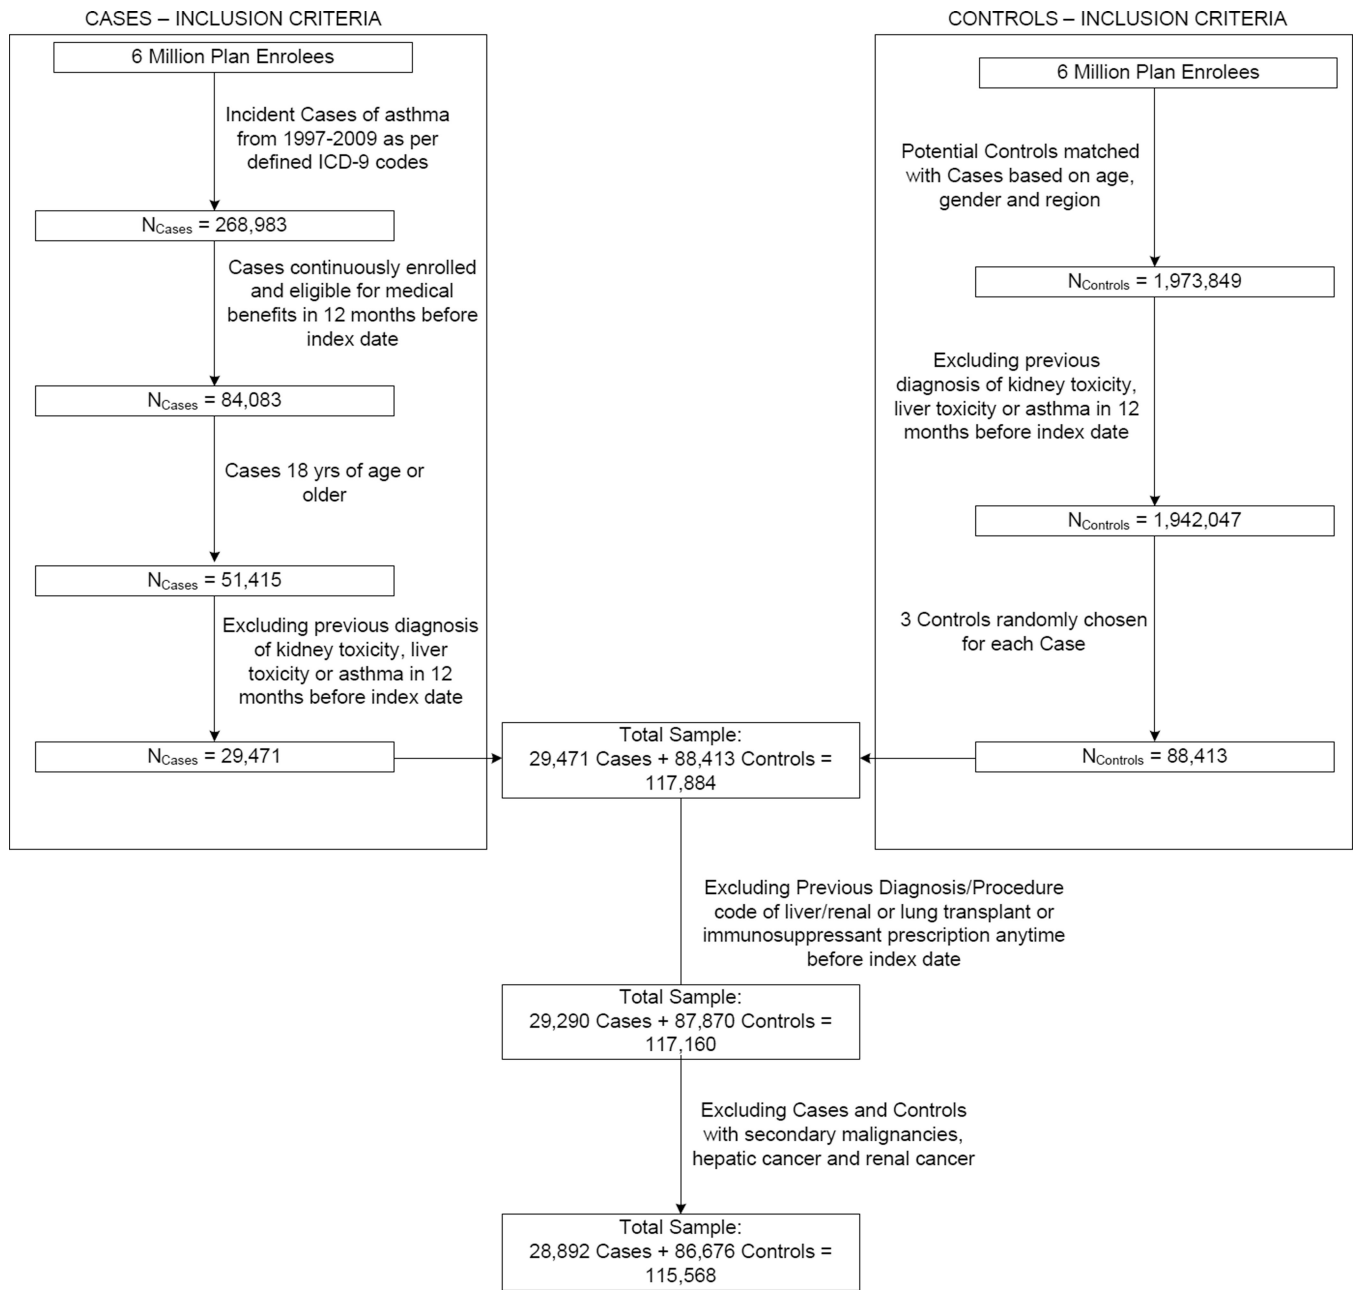 CASES – INCLUSION CRITERIA
6 Million Plan Enrolees
Incident Cases of asthma
from 1997-2009 as per
defined ICD-9 codes
NCases = 268,983
Cases continuously enrolled
and eligible for medical
benefits in 12 months before
index date
NCases = 84,083
Cases 18 yrs of age or
older
NCases = 51,415
Excluding previous diagnosis
of kidney toxicity, liver
toxicity or asthma in 12
months before index date
NCases = 29,471
CONTROLS – INCLUSION CRITERIA
6 Million Plan Enrolees
Potential Controls matched
with Cases based on age,
gender and region
NControls = 1,973,849
Excluding previous
diagnosis of kidney toxicity,
liver toxicity or asthma in 12
months before index date
NControls = 1,942,047
3 Controls randomly chosen
for each Case
NControls = 88,413
Total Sample:
29,471 Cases + 88,413 Controls =
117,884
Excluding Previous Diagnosis/Procedure
code of liver/renal or lung transplant or
immunosuppressant prescription anytime
before index date
Total Sample:
29,290 Cases + 87,870 Controls =
117,160
Excluding Cases and Controls
with secondary malignancies,
hepatic cancer and renal cancer
Total Sample:
28,892 Cases + 86,676 Controls =
115,568